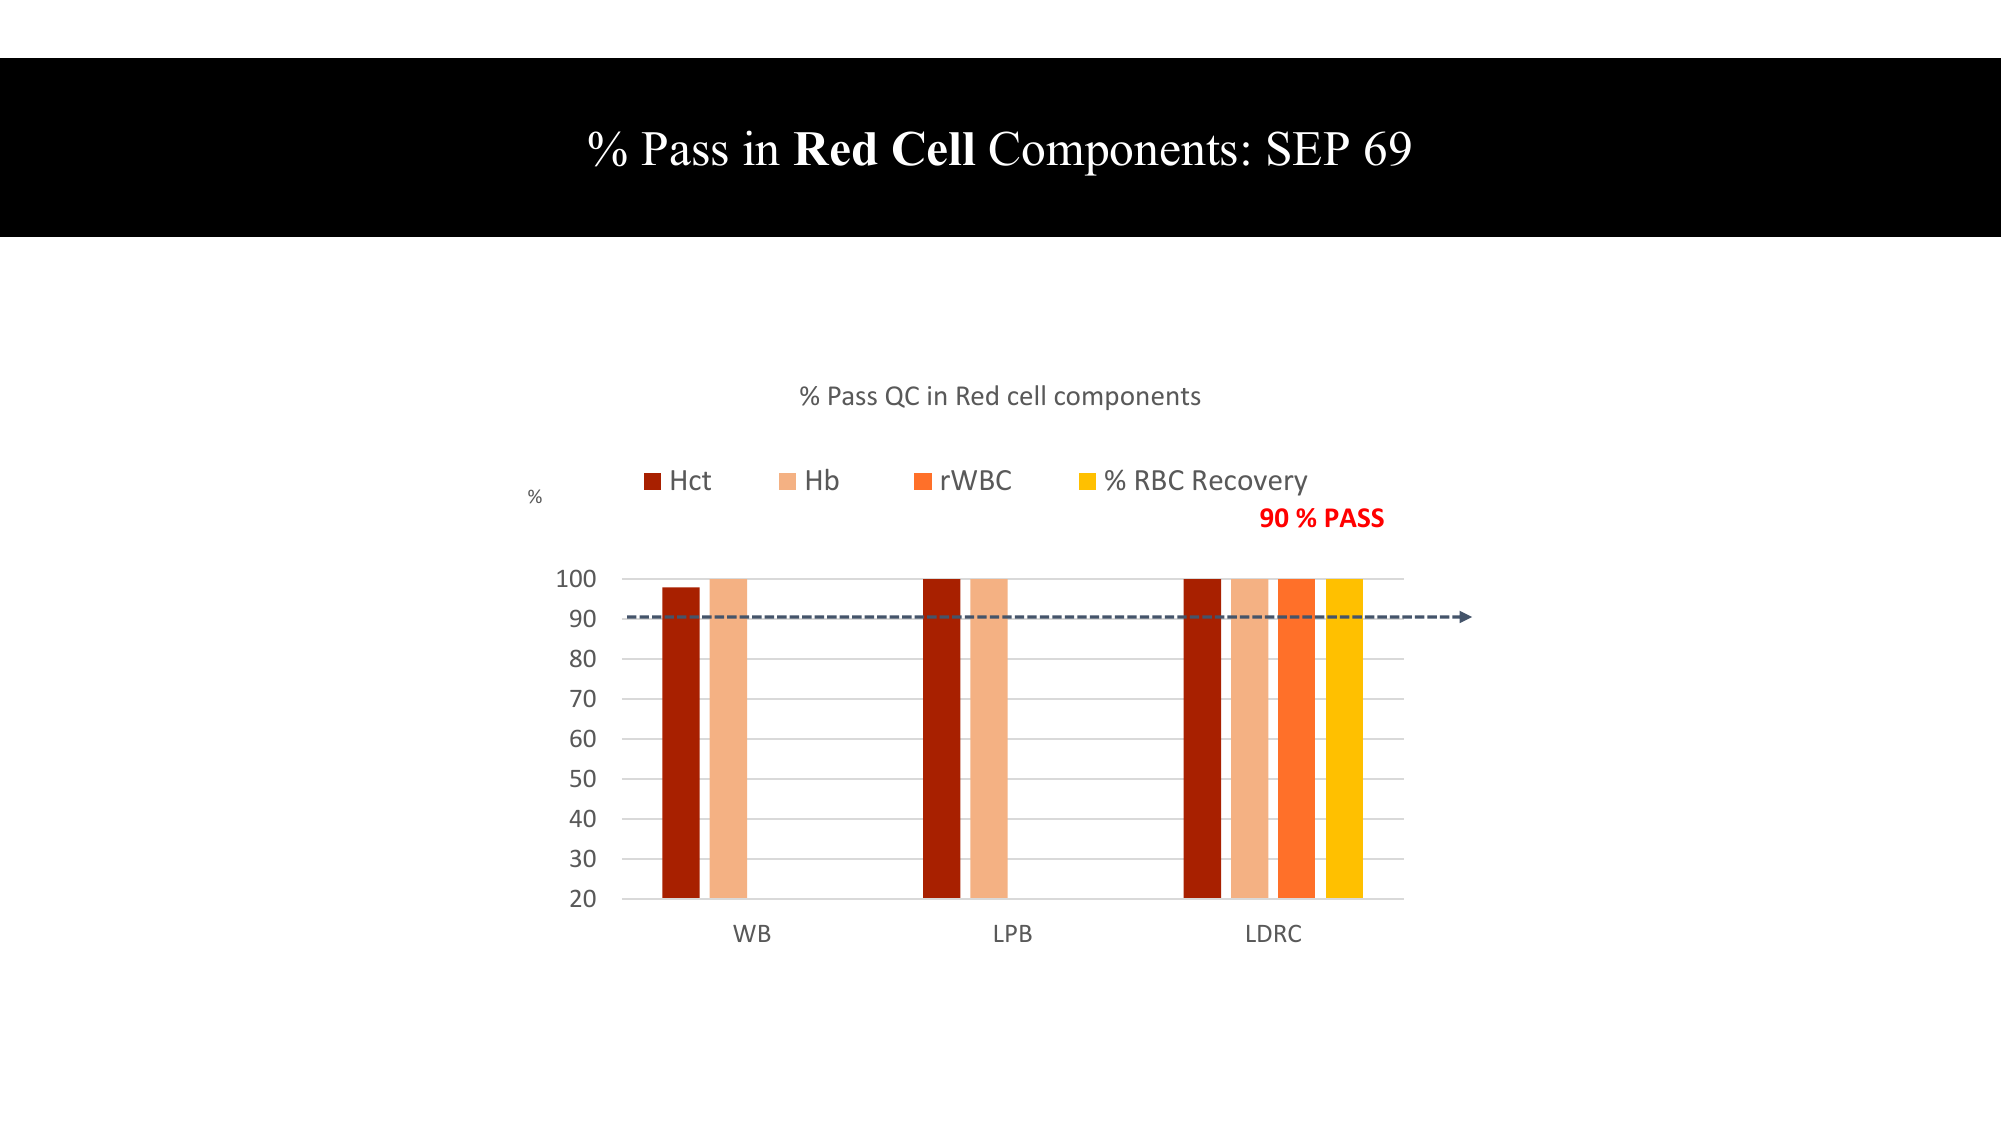 % Pass in Red Cell Components: SEP 69
% Pass QC in Red cell components
Hct Hb rWBC % RBC Recovery
%
90 % PASS
100
90
80
70
60
50
40
30
20
WB LPB LDRC